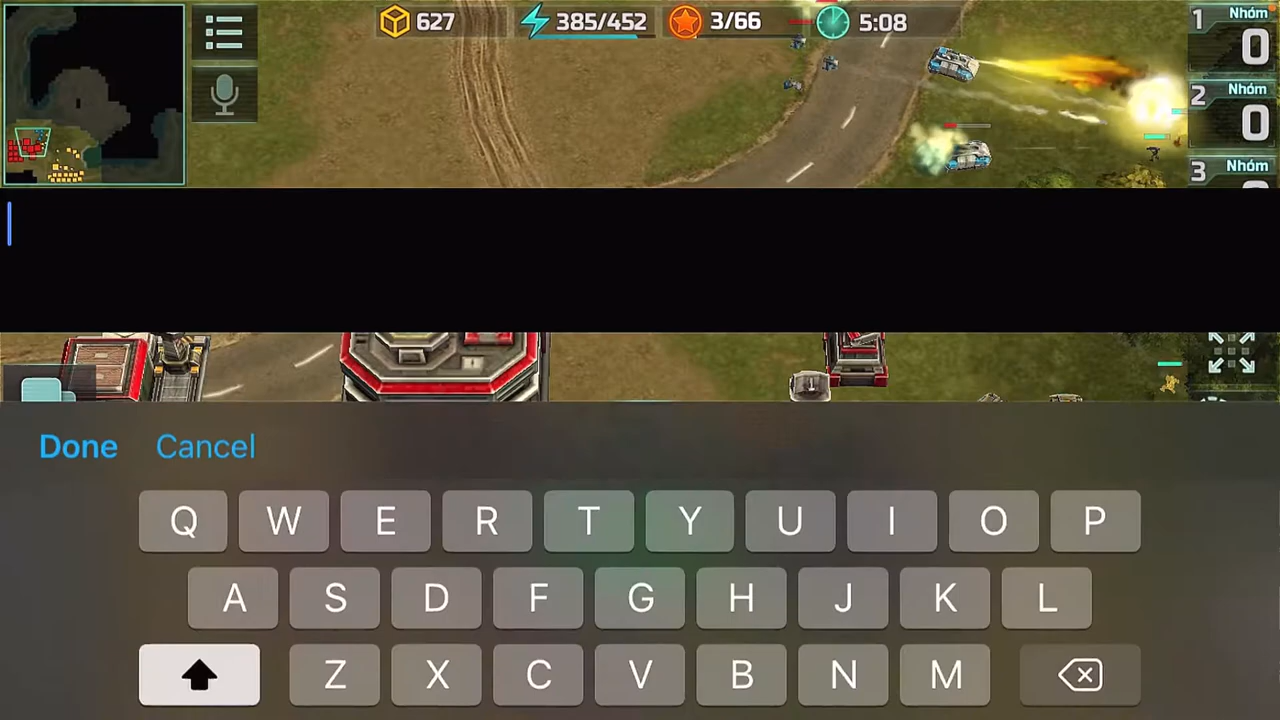 627 385/452 3/66 5:08
1 Nhóm
0
2 Nhóm
0
3 Nhóm
Done Cancel
Q W E R T Y U I O P
A S D F G H J K L
Z X C V B N M